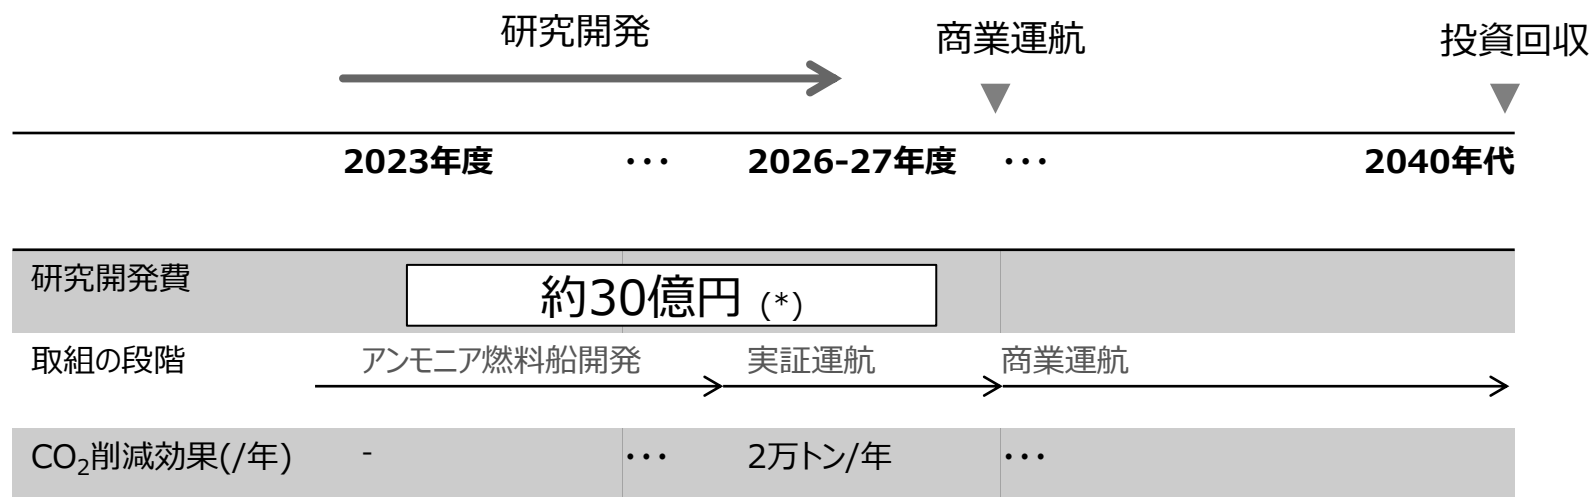 研究開発 商業運航 投資回収
2023年度 ・・・ 2026-27年度 ・・・ 2040年代
研究開発費 約30億円 (*)
取組の段階 アンモニア燃料船開発 実証運航 商業運航
CO₂削減効果(/年) - ・・・ 2万トン/年 ・・・